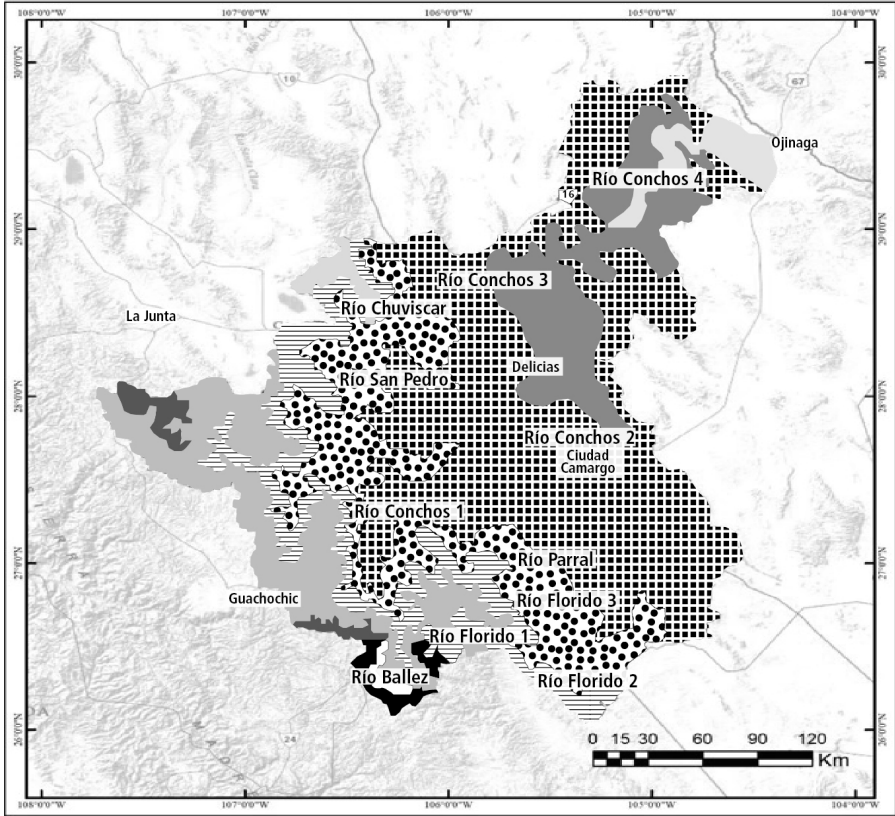 108°0'0"W 107°0'0"W 106°0'0"W 105°0'0"W 104°0'0"W
30°0'0"N 30°0'0"N
10
67
Ojinaga
Río Conchos 4
16
29°0'0"N 29°0'0"N
Río Conchos 3
Río Chuviscar
La Junta
Delicias
Río San Pedro
28°0'0"N 28°0'0"N
Río Conchos 2
Ciudad
Camargo
Río Conchos 1
27°0'0"N 27°0'0"N
Río Parral
Guachochic
Río Florido 3
Río Florido 1
Río Ballez
Río Florido 2
26°0'0"N 26°0'0"N
24
0 15 30 60 90 120
Km
108°0'0"W 107°0'0"W 106°0'0"W 105°0'0"W 104°0'0"W